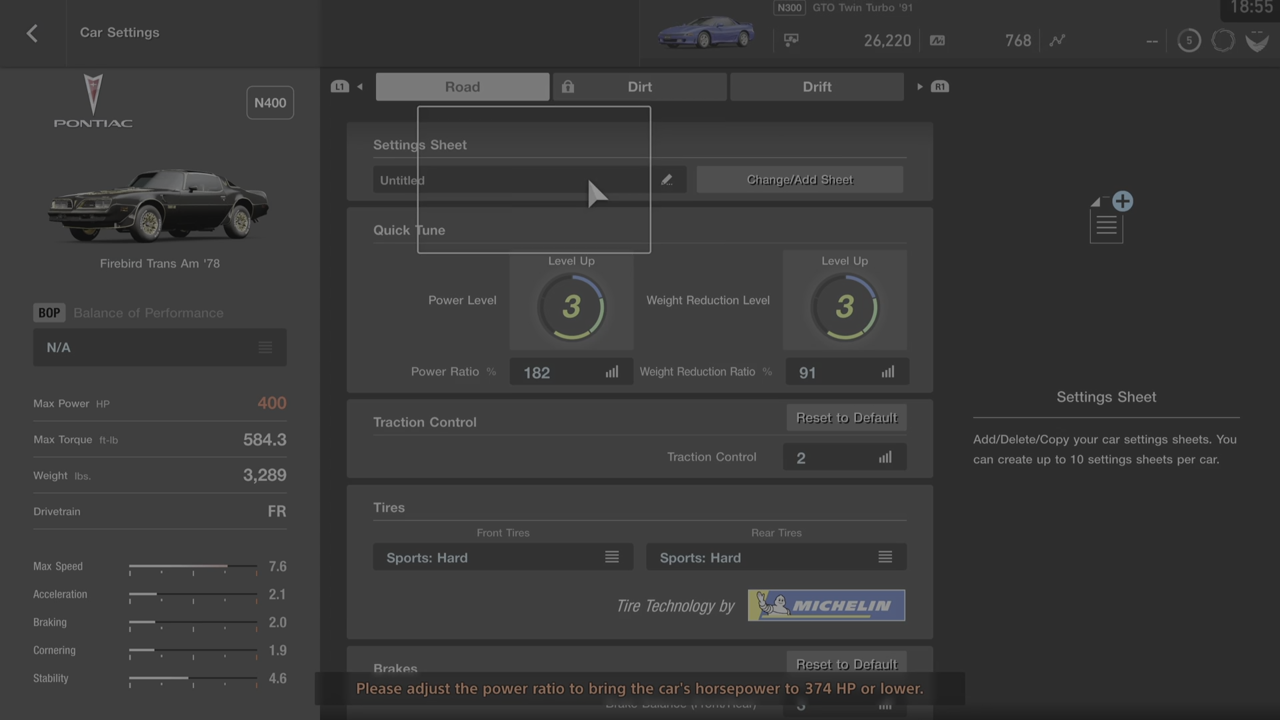 18:55
N300 GTO Twin Turbo '91
Car Settings
26,220
768
--
5
PONTIAC
N400
L1
Road
Dirt
Drift
R1
Settings Sheet
Untitled
Change/Add Sheet
Quick Tune
Firebird Trans Am '78
Level Up
Level Up
Power Level
3
Weight Reduction Level
3
BOP Balance of Performance
N/A
Power Ratio %
182
Weight Reduction Ratio %
91
Max Power HP 400
Max Torque ft-lb 584.3
Weight lbs. 3,289
Drivetrain FR
Traction Control
Reset to Default
Traction Control
2
Settings Sheet
Add/Delete/Copy your car settings sheets. You
can create up to 10 settings sheets per car.
Tires
Front Tires
Rear Tires
Sports: Hard
Sports: Hard
Tire Technology by
MICHELIN
Max Speed 7.6
Acceleration 2.1
Braking 2.0
Cornering 1.9
Stability 4.6
Brakes
Reset to Default
Please adjust the power ratio to bring the car's horsepower to 374 HP or lower.
Brake Balance (Front/Rear)